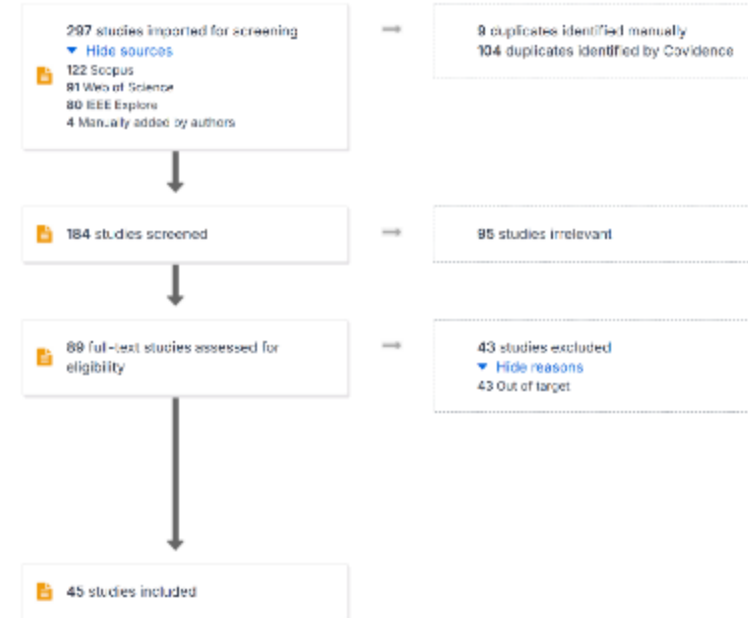 297 studies imported for screening
Hide sources
122 Scopus
91 Web of Science
80 IEEE Explore
4 Manually added by authors
9 duplicates identified manually
104 duplicates identified by Covidence
184 studies screened
95 studies irrelevant
89 full-text studies assessed for
eligibility
43 studies excluded
Hide reasons
43 Out of target
45 studies included